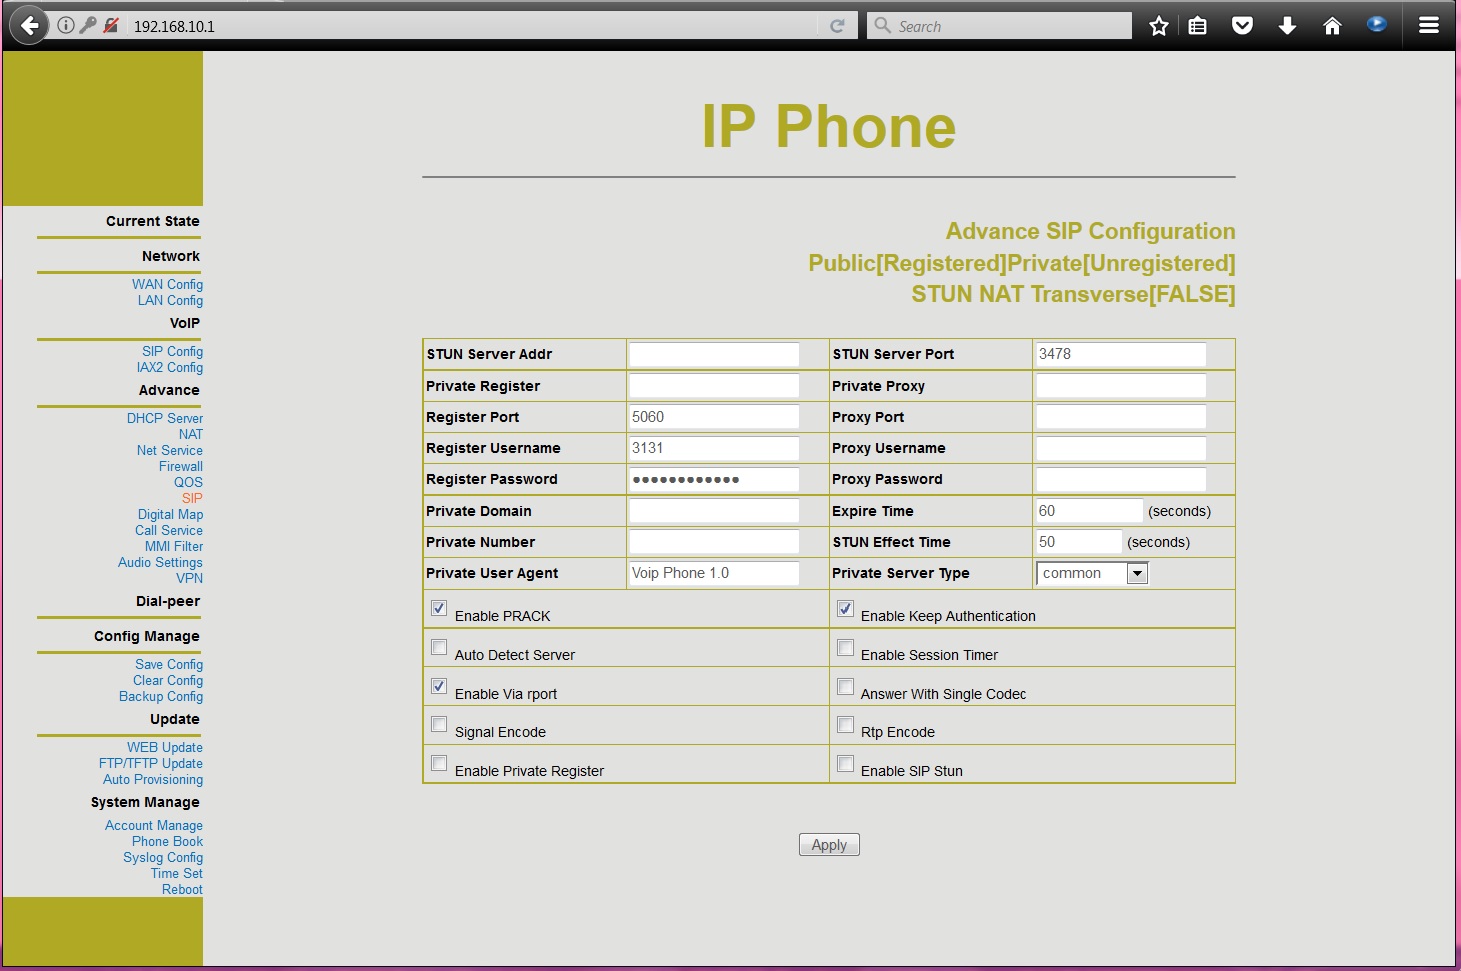 192.168.10.1
Search
IP Phone
Current State
Network
WAN Config
LAN Config
VoIP
SIP Config
IAX2 Config
Advance
DHCP Server
NAT
Net Service
Firewall
QOS
SIP
Digital Map
Call Service
MMI Filter
Audio Settings
VPN
Dial-peer
Config Manage
Save Config
Clear Config
Backup Config
Update
WEB Update
FTP/TFTP Update
Auto Provisioning
System Manage
Account Manage
Phone Book
Syslog Config
Time Set
Reboot
Advance SIP Configuration
Public[Registered]Private[Unregistered]
STUN NAT Transverse[FALSE]
STUN Server Addr STUN Server Port 3478
Private Register Private Proxy
Register Port 5060 Proxy Port
Register Username 3131 Proxy Username
Register Password ●●●●●●●●●●●● Proxy Password
Private Domain Expire Time 60 (seconds)
Private Number STUN Effect Time 50 (seconds)
Private User Agent Voip Phone 1.0 Private Server Type common
Enable PRACK Enable Keep Authentication
Auto Detect Server Enable Session Timer
Enable Via rport Answer With Single Codec
Signal Encode Rtp Encode
Enable Private Register Enable SIP Stun
Apply